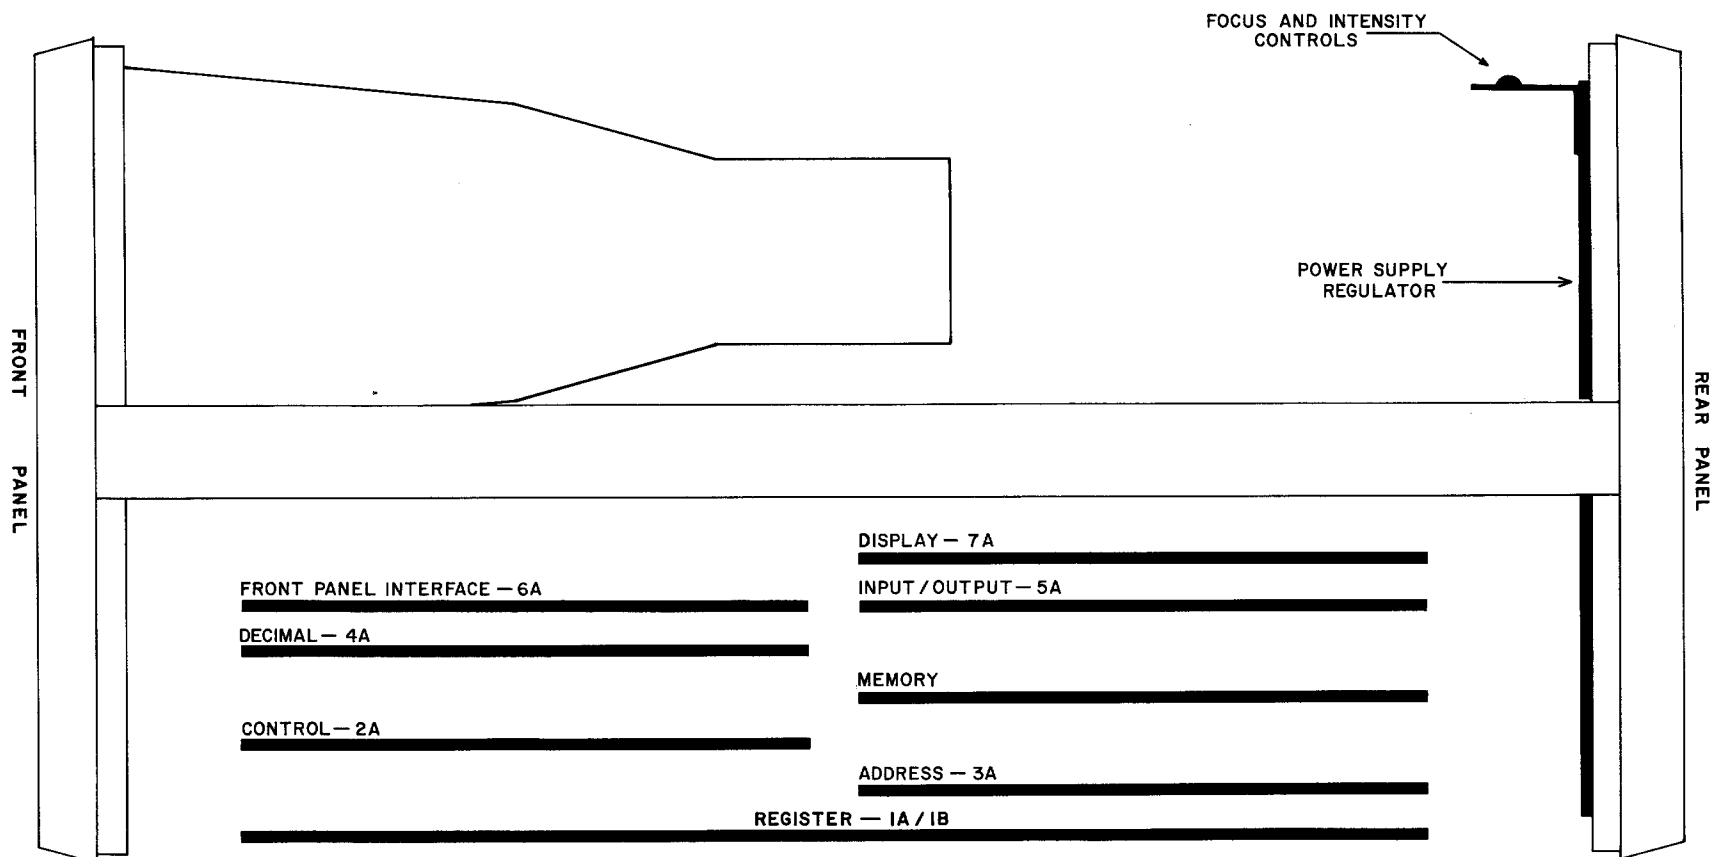 FOCUS AND INTENSITY
CONTROLS
POWER SUPPLY
REGULATOR
FRONT PANEL
REAR PANEL
DISPLAY — 7A
FRONT PANEL INTERFACE — 6A
INPUT / OUTPUT — 5A
DECIMAL — 4A
MEMORY
CONTROL — 2A
ADDRESS — 3A
REGISTER — 1A / 1B